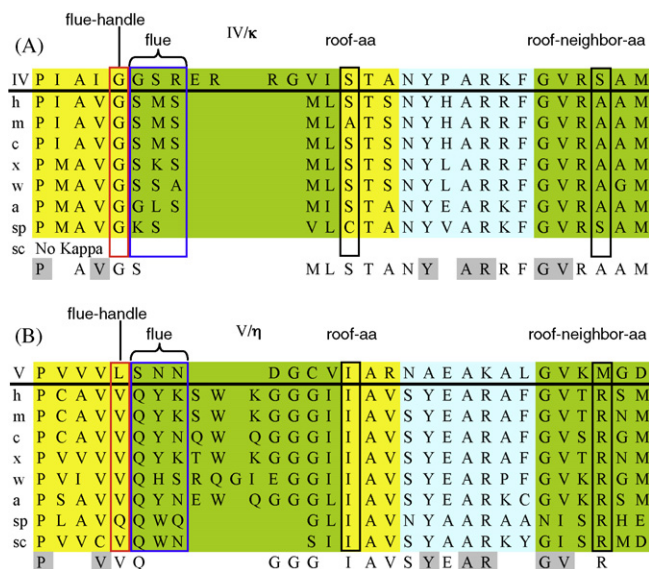 flue-handle
(A) flue IV/κ roof-aa roof-neighbor-aa
IV P I A I G G S R E R R G V I S T A N Y P A R K F G V R S A M
h P I A V G S M S M L S T S N Y H A R R F G V R A A M
m P I A V G S M S M L A T S N Y H A R R F G V R A A M
c P I A V G S M S M L S T S N Y H A R R F G V R A A M
x P M A V G S K S M L S T S N Y L A R R F G V R A A M
w P M A V G S S A M L S T S N Y L A R R F G V R A G M
a P M A V G G L S M I S T A N Y E A R K F G V R A A M
sp P M A V G K S V L C T A N Y V A R K F G V R A A M
sc No Kappa
P A V G S M L S T A N Y A R R F G V R A A M
flue-handle
(B) flue V/η roof-aa roof-neighbor-aa
V P V V V L S N N D G C V I A R N A E A K A L G V K M G D
h P C A V V Q Y K S W K G G G I I A V S Y E A R A F G V T R S M
m P C A V V Q Y K S W K G G G I I A V S Y E A R A F G V T R N M
c P C A V V Q Y N Q W Q G G G I I A V S Y E A R A F G V S R G M
x P V V V V Q Y K T W K G G G I I A V S Y E A R A F G V T R N M
w P V I V V Q H S R Q G I E G G I I A V S Y E A R P F G V K R G M
a P S A V V Q Y N E W Q G G G L I A V S Y E A R K C G V K R S M
sp P L A V Q Q W Q G L I A V N Y A A R A A N I S R H E
sc P V V C V Q W N S I I A V S Y A A R K Y G I S R M D
P V V Q G G G I A V S Y E A R G V R